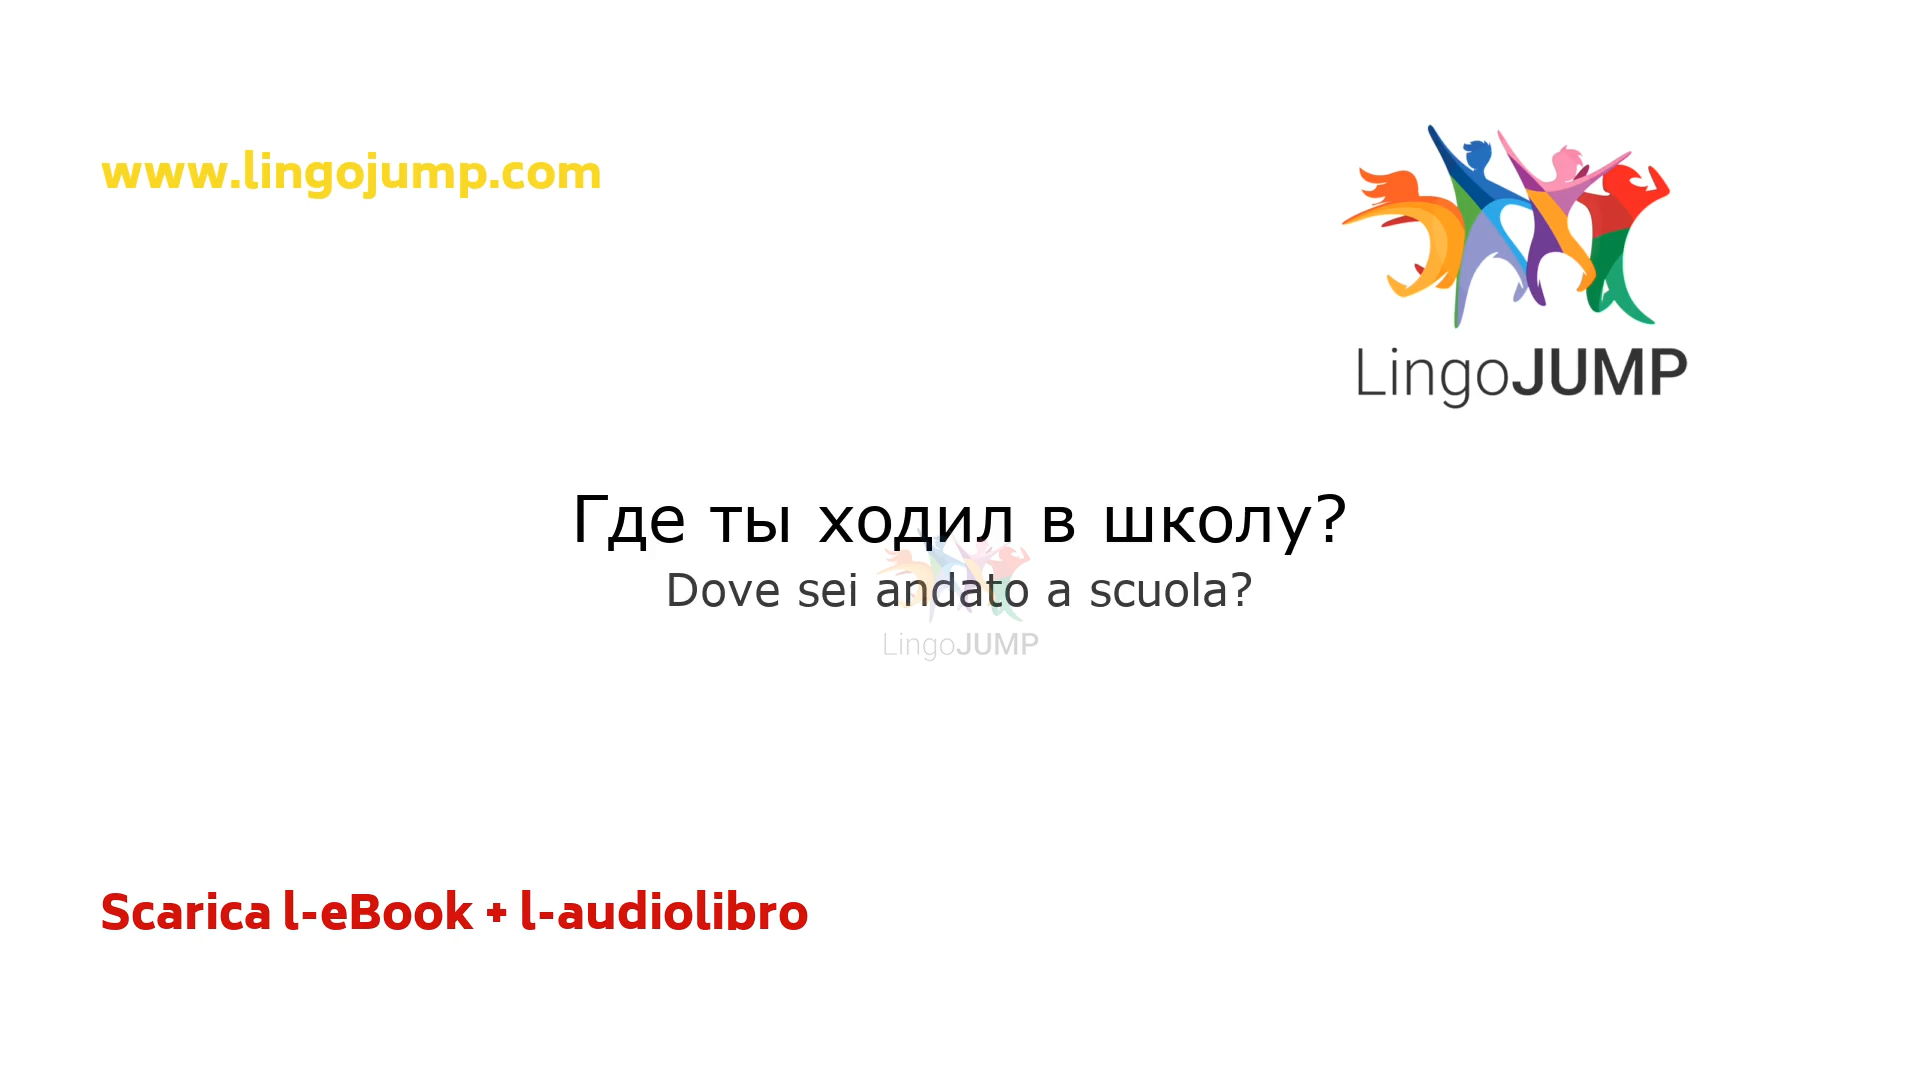 www.lingojump.com
LingoJUMP
Где ты ходил в школу?
Dove sei andato a scuola?
LingoJUMP
Scarica l-eBook + l-audiolibro